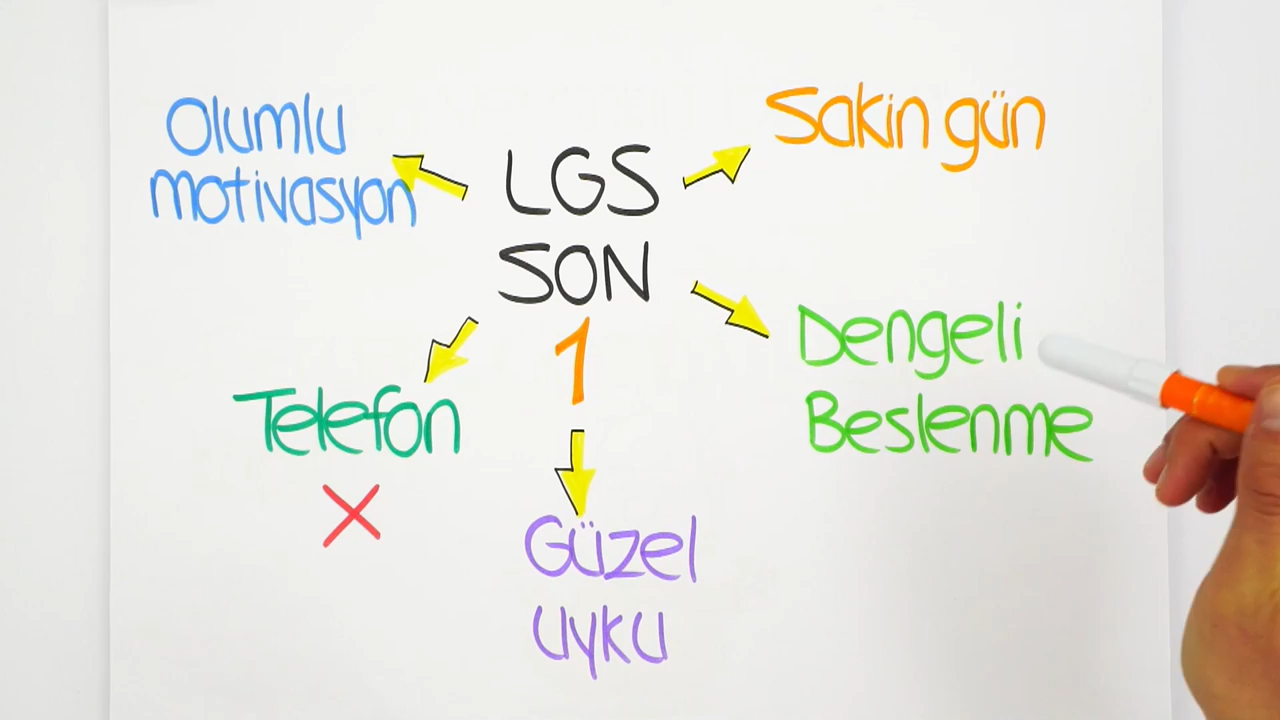 Olumlu
motivasyon
LGS
SON
1
Sakin gün
Dengeli
Beslenme
Telefon
Güzel
uyku